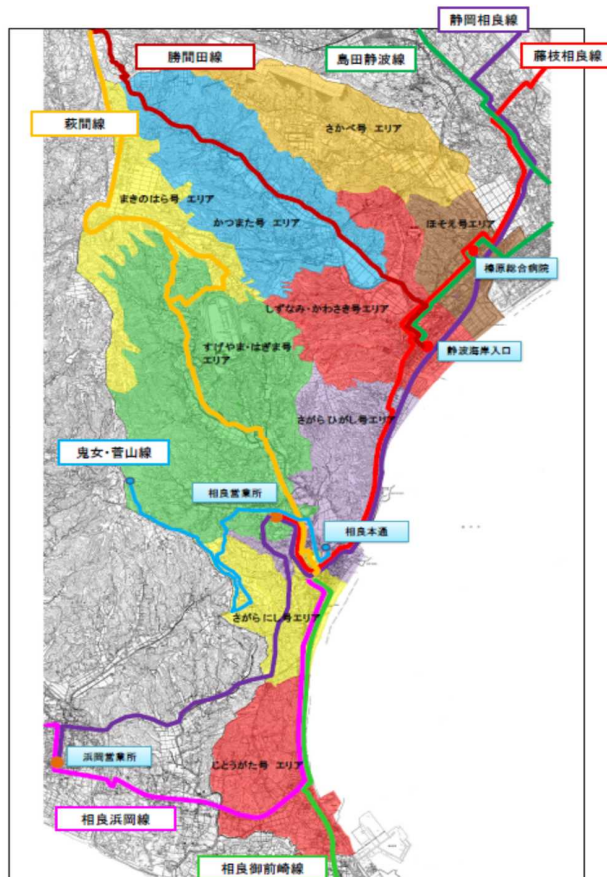 静岡相良線
勝間田線
島田静波線
藤枝相良線
萩間線
さかべ号 エリア
まきのはら号 エリア
かつまた号 エリア
ほそえ号エリア
榛原総合病院
しずなみ・かわさき号エリア
すげやま・はぎま号
エリア
静波海岸入口
さがらひがし号エリア
鬼女・菅山線
相良営業所
相良本通
さがらにし号エリア
浜岡営業所
じとうがた号 エリア
相良浜岡線
相良御前崎線